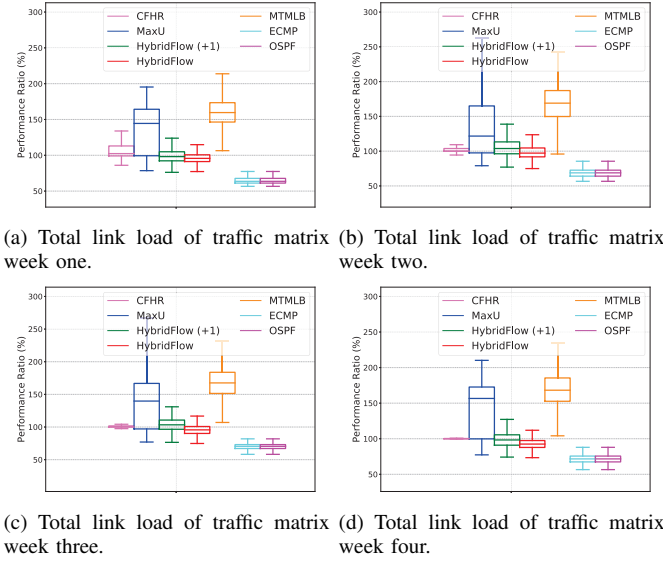 Performance Ratio (%)
300
250
200
150
100
50
CFHR
MaxU
HybridFlow (+1)
HybridFlow
MTMLB
ECMP
OSPF
Performance Ratio (%)
300
250
200
150
100
50
CFHR
MaxU
HybridFlow (+1)
HybridFlow
MTMLB
ECMP
OSPF
(a) Total link load of traffic matrix
week one.
(b) Total link load of traffic matrix
week two.
Performance Ratio (%)
300
250
200
150
100
50
CFHR
MaxU
HybridFlow (+1)
HybridFlow
MTMLB
ECMP
OSPF
Performance Ratio (%)
300
250
200
150
100
50
CFHR
MaxU
HybridFlow (+1)
HybridFlow
MTMLB
ECMP
OSPF
(c) Total link load of traffic matrix
week three.
(d) Total link load of traffic matrix
week four.